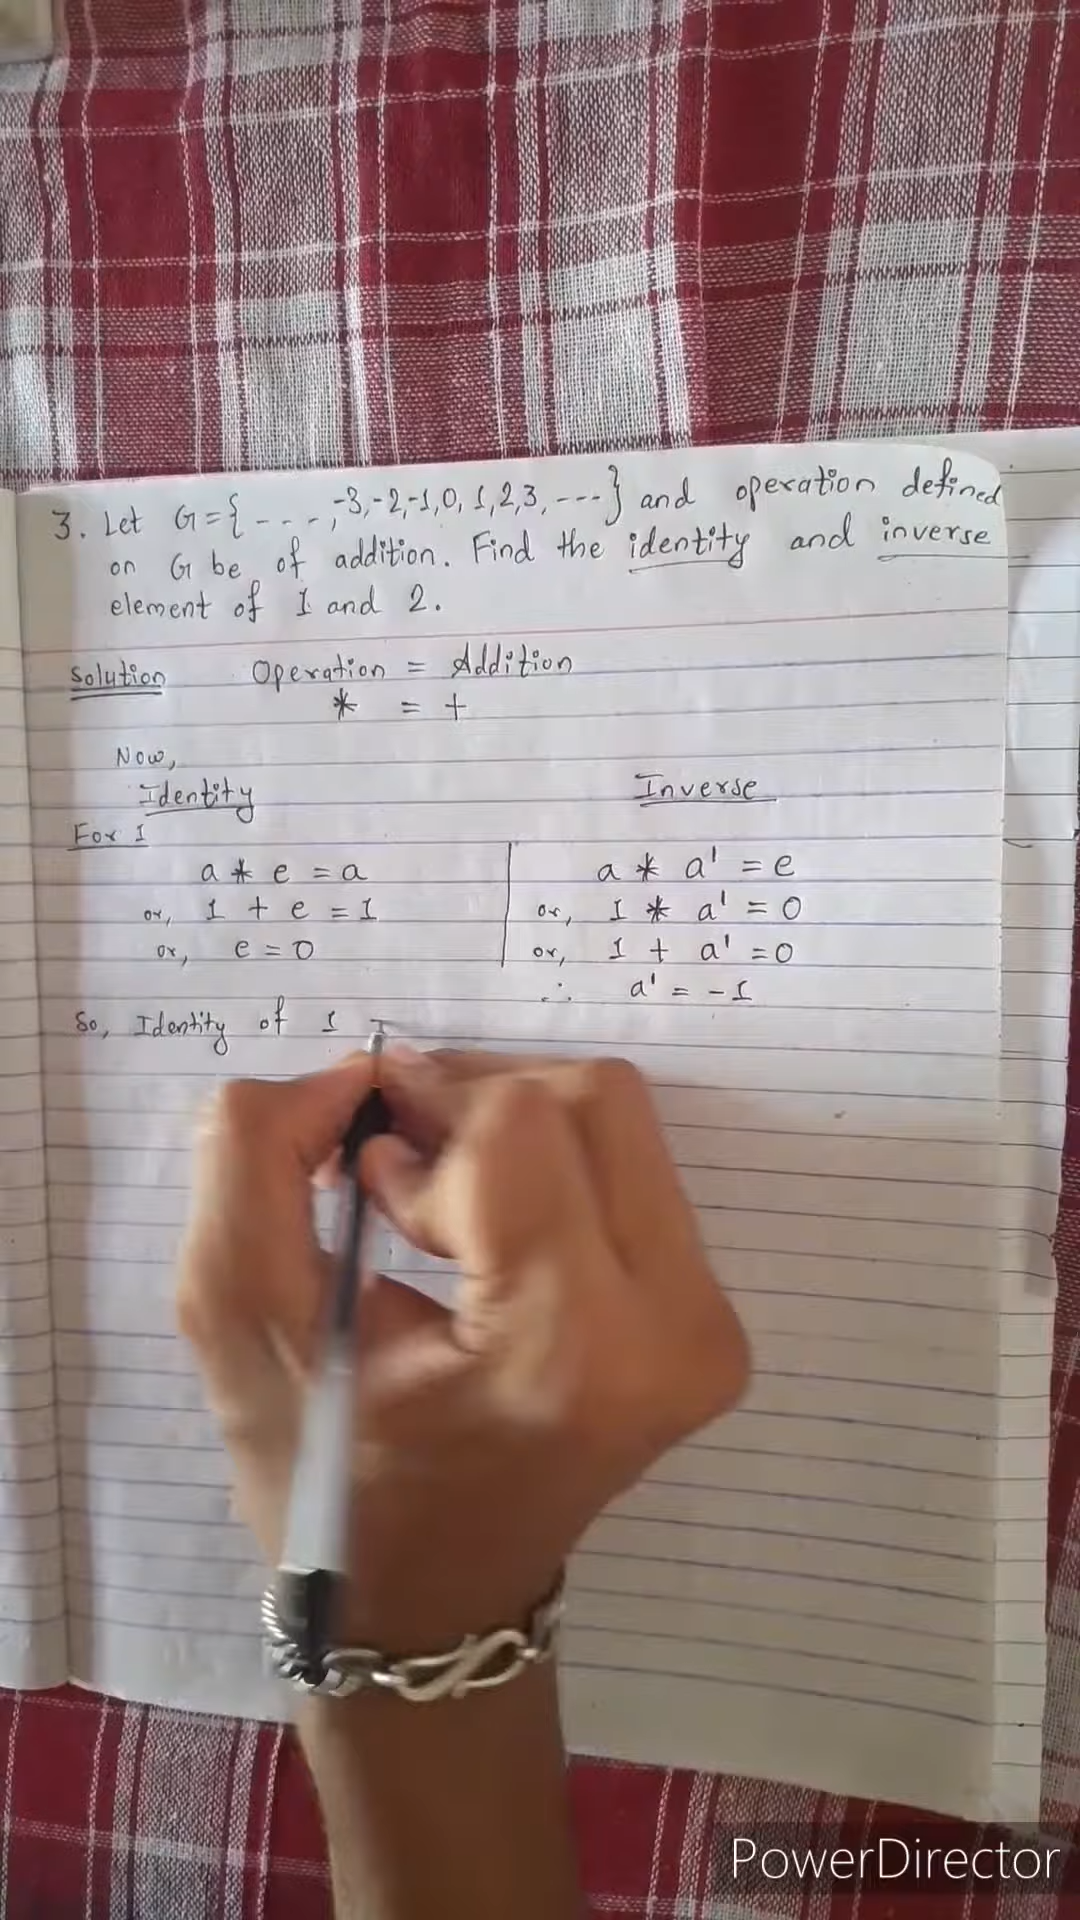 3. Let G={ - - - , -3,-2,-1,0, 1,2,3, ---- } and operation defined
on G be of addition. Find the identity and inverse
element of 1 and 2.
Solution Operation = Addition
* = +
Now,
Identity
Inverse
For 1
a * e = a
or, 1 + e = 1
or, e = 0
a * a' = e
or, 1 * a' = 0
or, 1 + a' = 0
∴ a' = -1
So, Identity of 1
PowerDirector